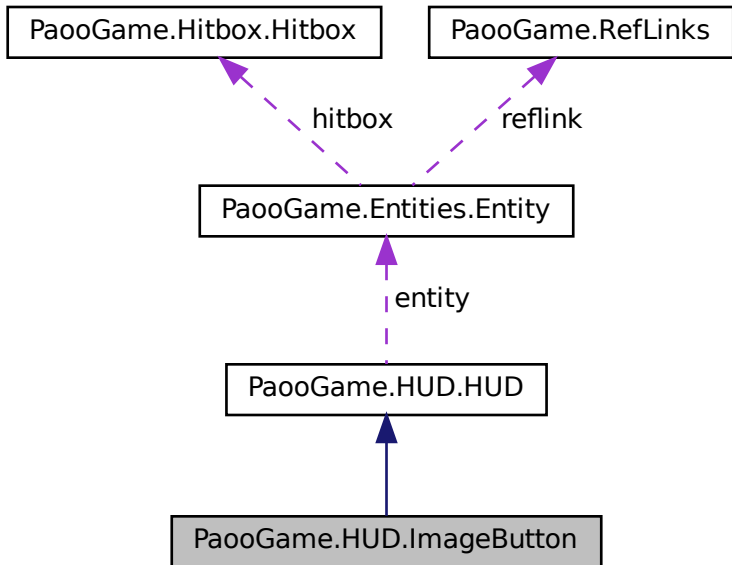 PaooGame.Hitbox.Hitbox
PaooGame.RefLinks
hitbox
reflink
PaooGame.Entities.Entity
entity
PaooGame.HUD.HUD
PaooGame.HUD.ImageButton